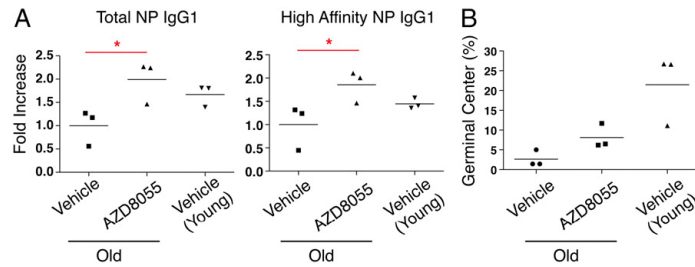 A
Total NP IgG1
High Affinity NP IgG1
B
*
*
Fold Increase
2.5
2.0
1.5
1.0
0.5
0.0
2.5
2.0
1.5
1.0
0.5
0.0
Germinal Center (%)
30
25
20
15
10
5
0
Vehicle
AZD8055
Vehicle
(Young)
Old
Vehicle
AZD8055
Vehicle
(Young)
Old
Vehicle
AZD8055
Vehicle
(Young)
Old